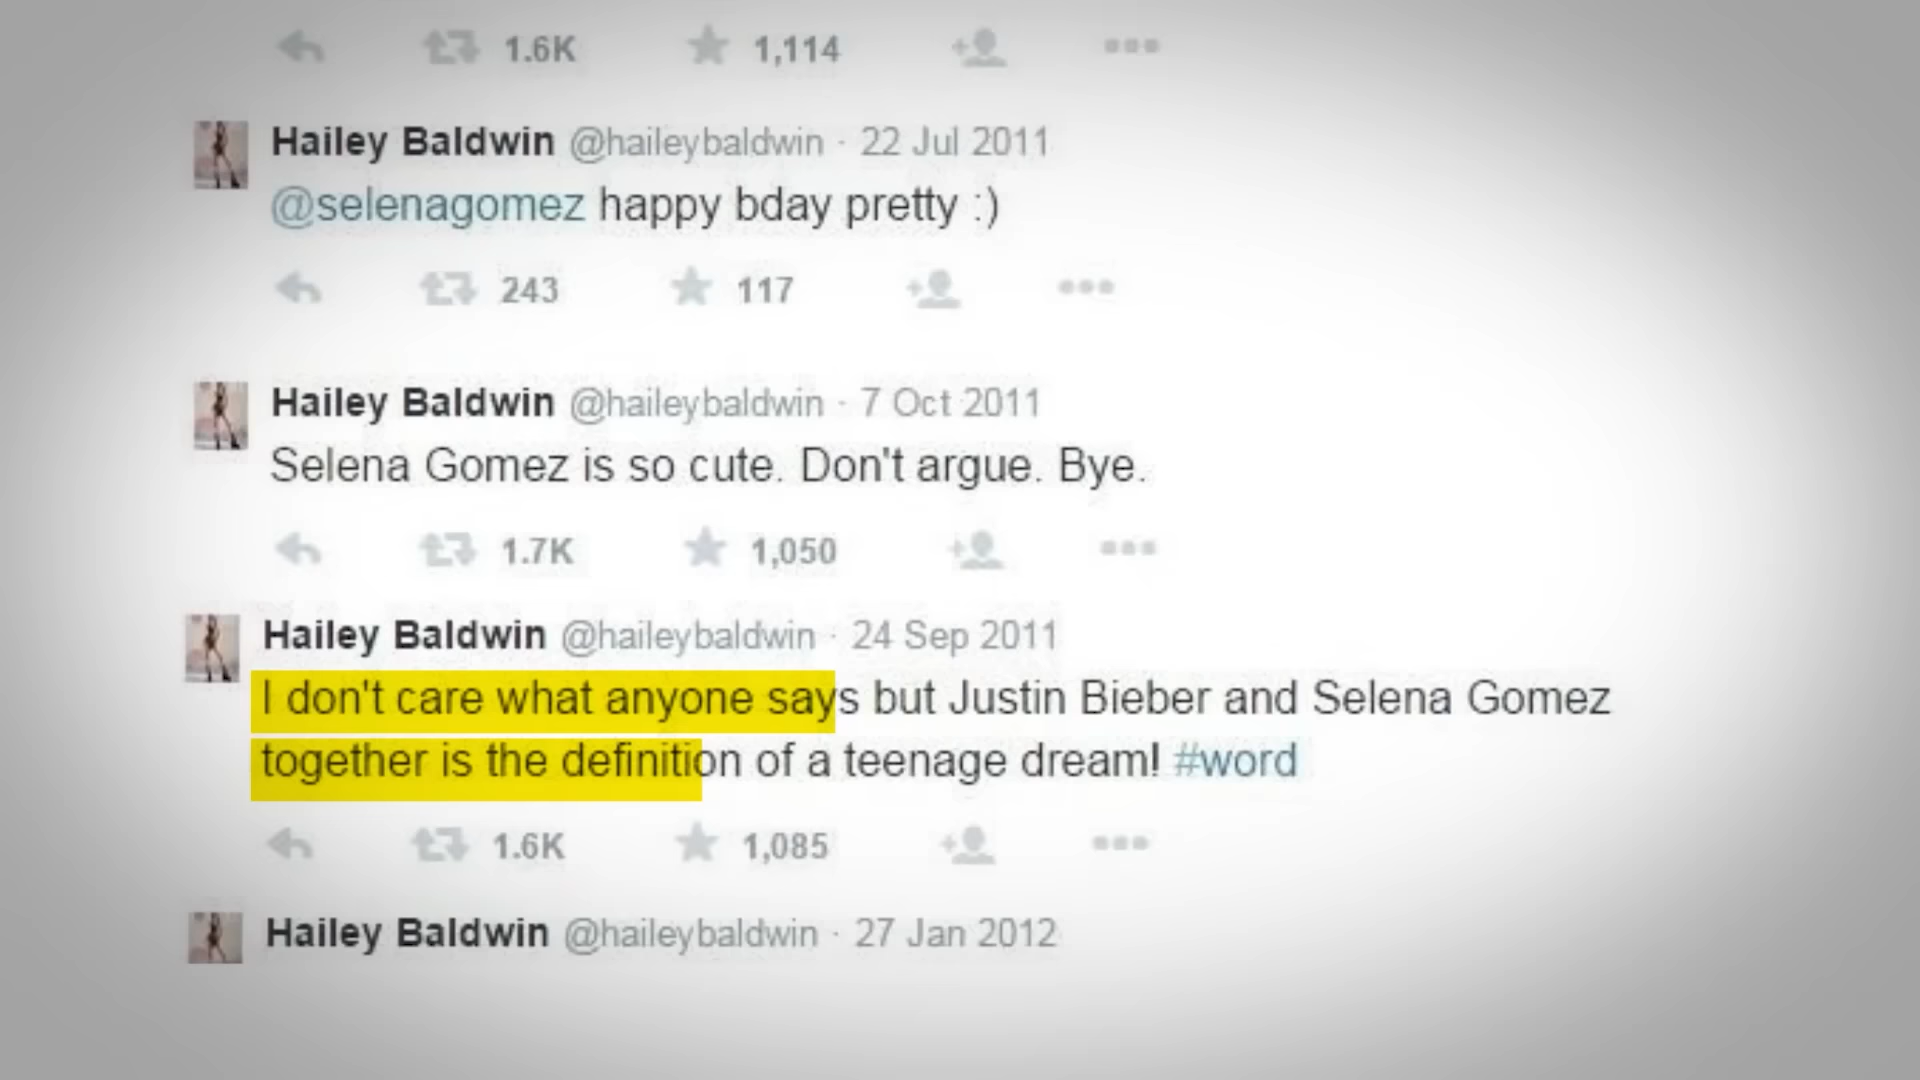 1.6K 1,114
Hailey Baldwin @haileybaldwin · 22 Jul 2011
@selenagomez happy bday pretty :)
243 117
Hailey Baldwin @haileybaldwin · 7 Oct 2011
Selena Gomez is so cute. Don't argue. Bye.
1.7K 1,050
Hailey Baldwin @haileybaldwin · 24 Sep 2011
I don't care what anyone says but Justin Bieber and Selena Gomez
together is the definition of a teenage dream! #word
1.6K 1,085
Hailey Baldwin @haileybaldwin · 27 Jan 2012